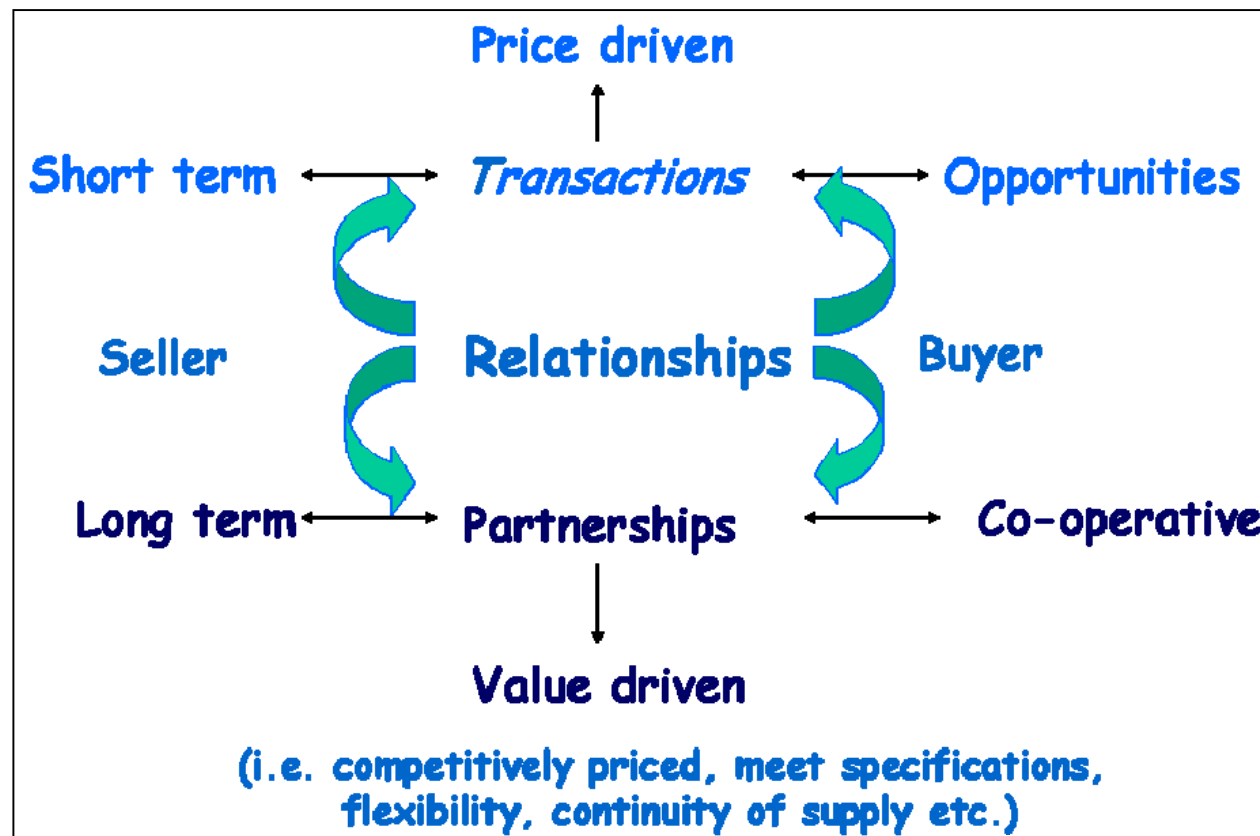 Price driven
Short term Transactions Opportunities
Seller Relationships Buyer
Long term Partnerships Co-operative
Value driven
(i.e. competitively priced, meet specifications,
flexibility, continuity of supply etc.)